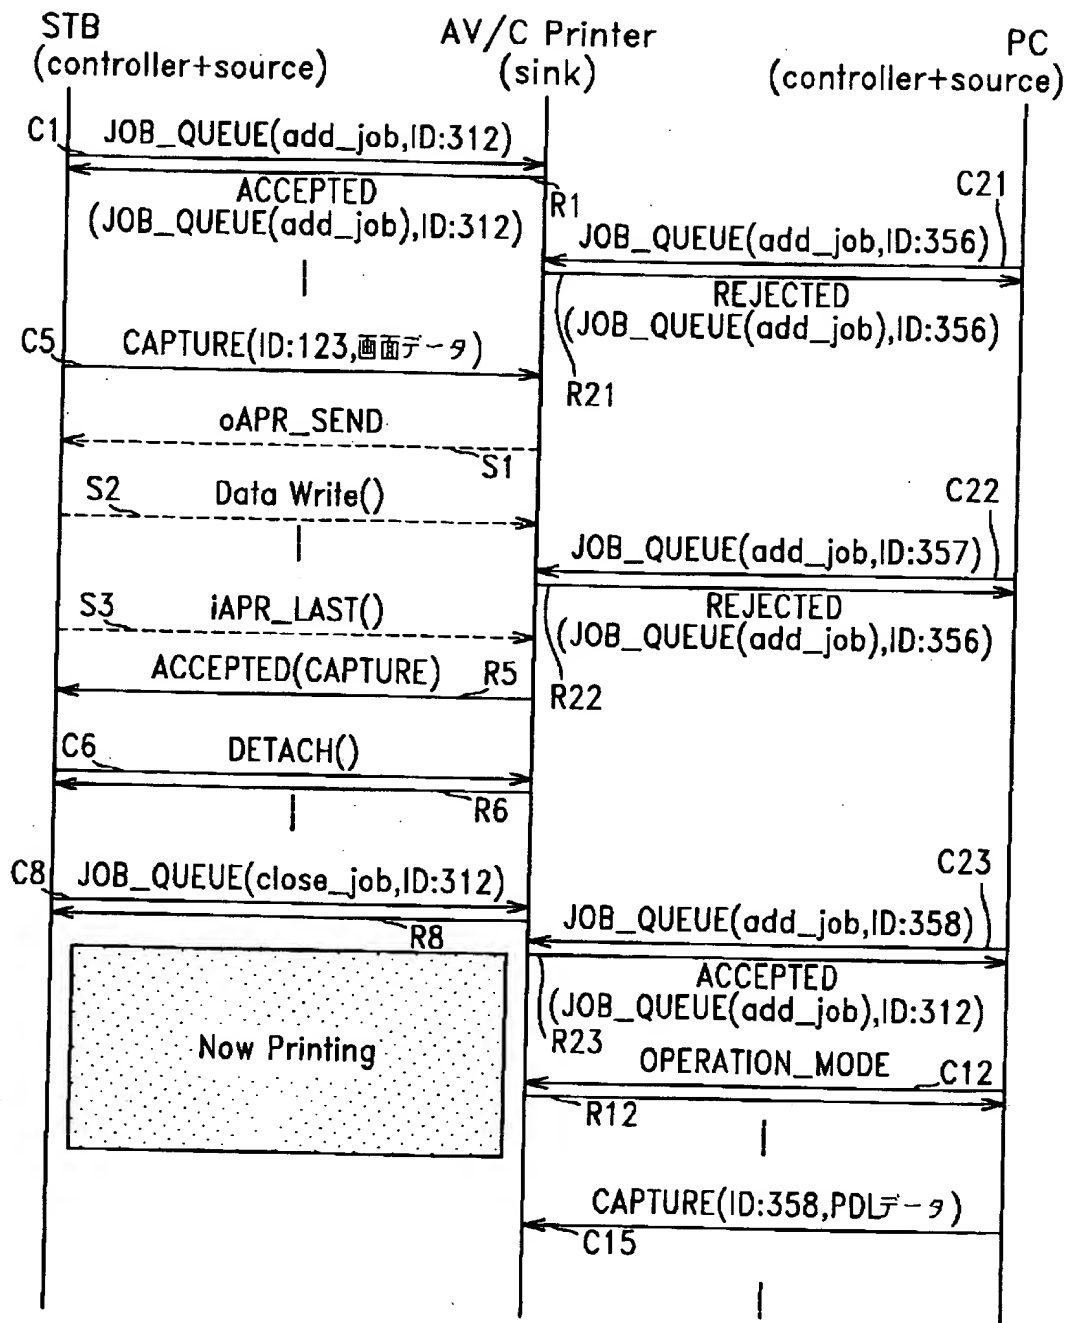 STB
(controller+source)
AV/C Printer
(sink)
PC
(controller+source)
C1
JOB_QUEUE(add_job,ID:312)
ACCEPTED
(JOB_QUEUE(add_job),ID:312)
R1
C21
JOB_QUEUE(add_job,ID:356)
REJECTED
(JOB_QUEUE(add_job),ID:356)
R21
C5
CAPTURE(ID:123,画面データ)
oAPR_SEND
S1
S2
Data Write()
C22
JOB_QUEUE(add_job,ID:357)
REJECTED
(JOB_QUEUE(add_job),ID:356)
R22
S3
iAPR_LAST()
ACCEPTED(CAPTURE)
R5
C6
DETACH()
R6
C8
JOB_QUEUE(close_job,ID:312)
R8
C23
JOB_QUEUE(add_job,ID:358)
ACCEPTED
(JOB_QUEUE(add_job),ID:312)
R23
Now Printing
OPERATION_MODE
C12
R12
CAPTURE(ID:358,PDLデータ)
C15